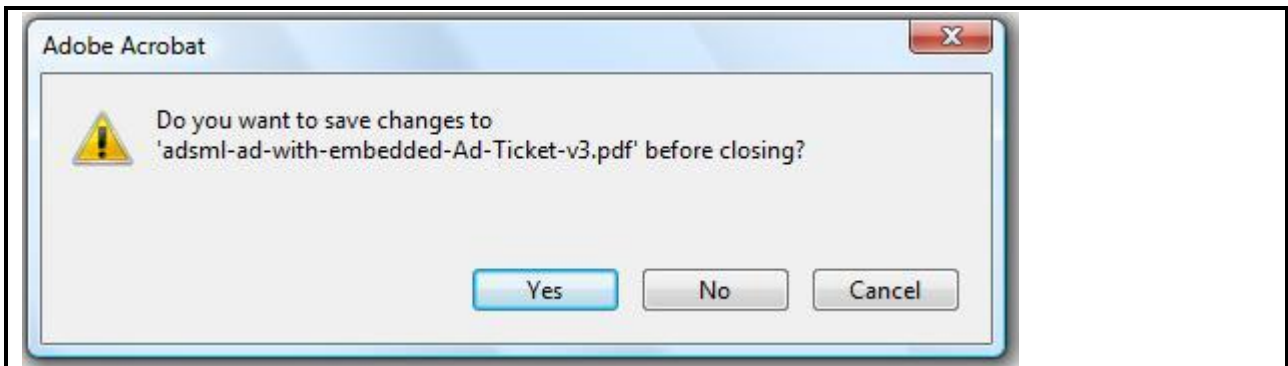 Adobe Acrobat
Do you want to save changes to
'adsml-ad-with-embedded-Ad-Ticket-v3.pdf' before closing?
Yes No Cancel